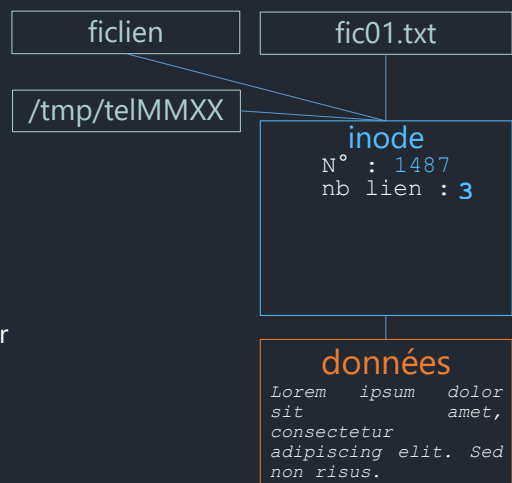 ficlien
fic01.txt
/tmp/telMMXX
inode
N° : 1487
nb lien : 3
r
données
Lorem ipsum dolor
sit amet,
consectetur
adipiscing elit. Sed
non risus.